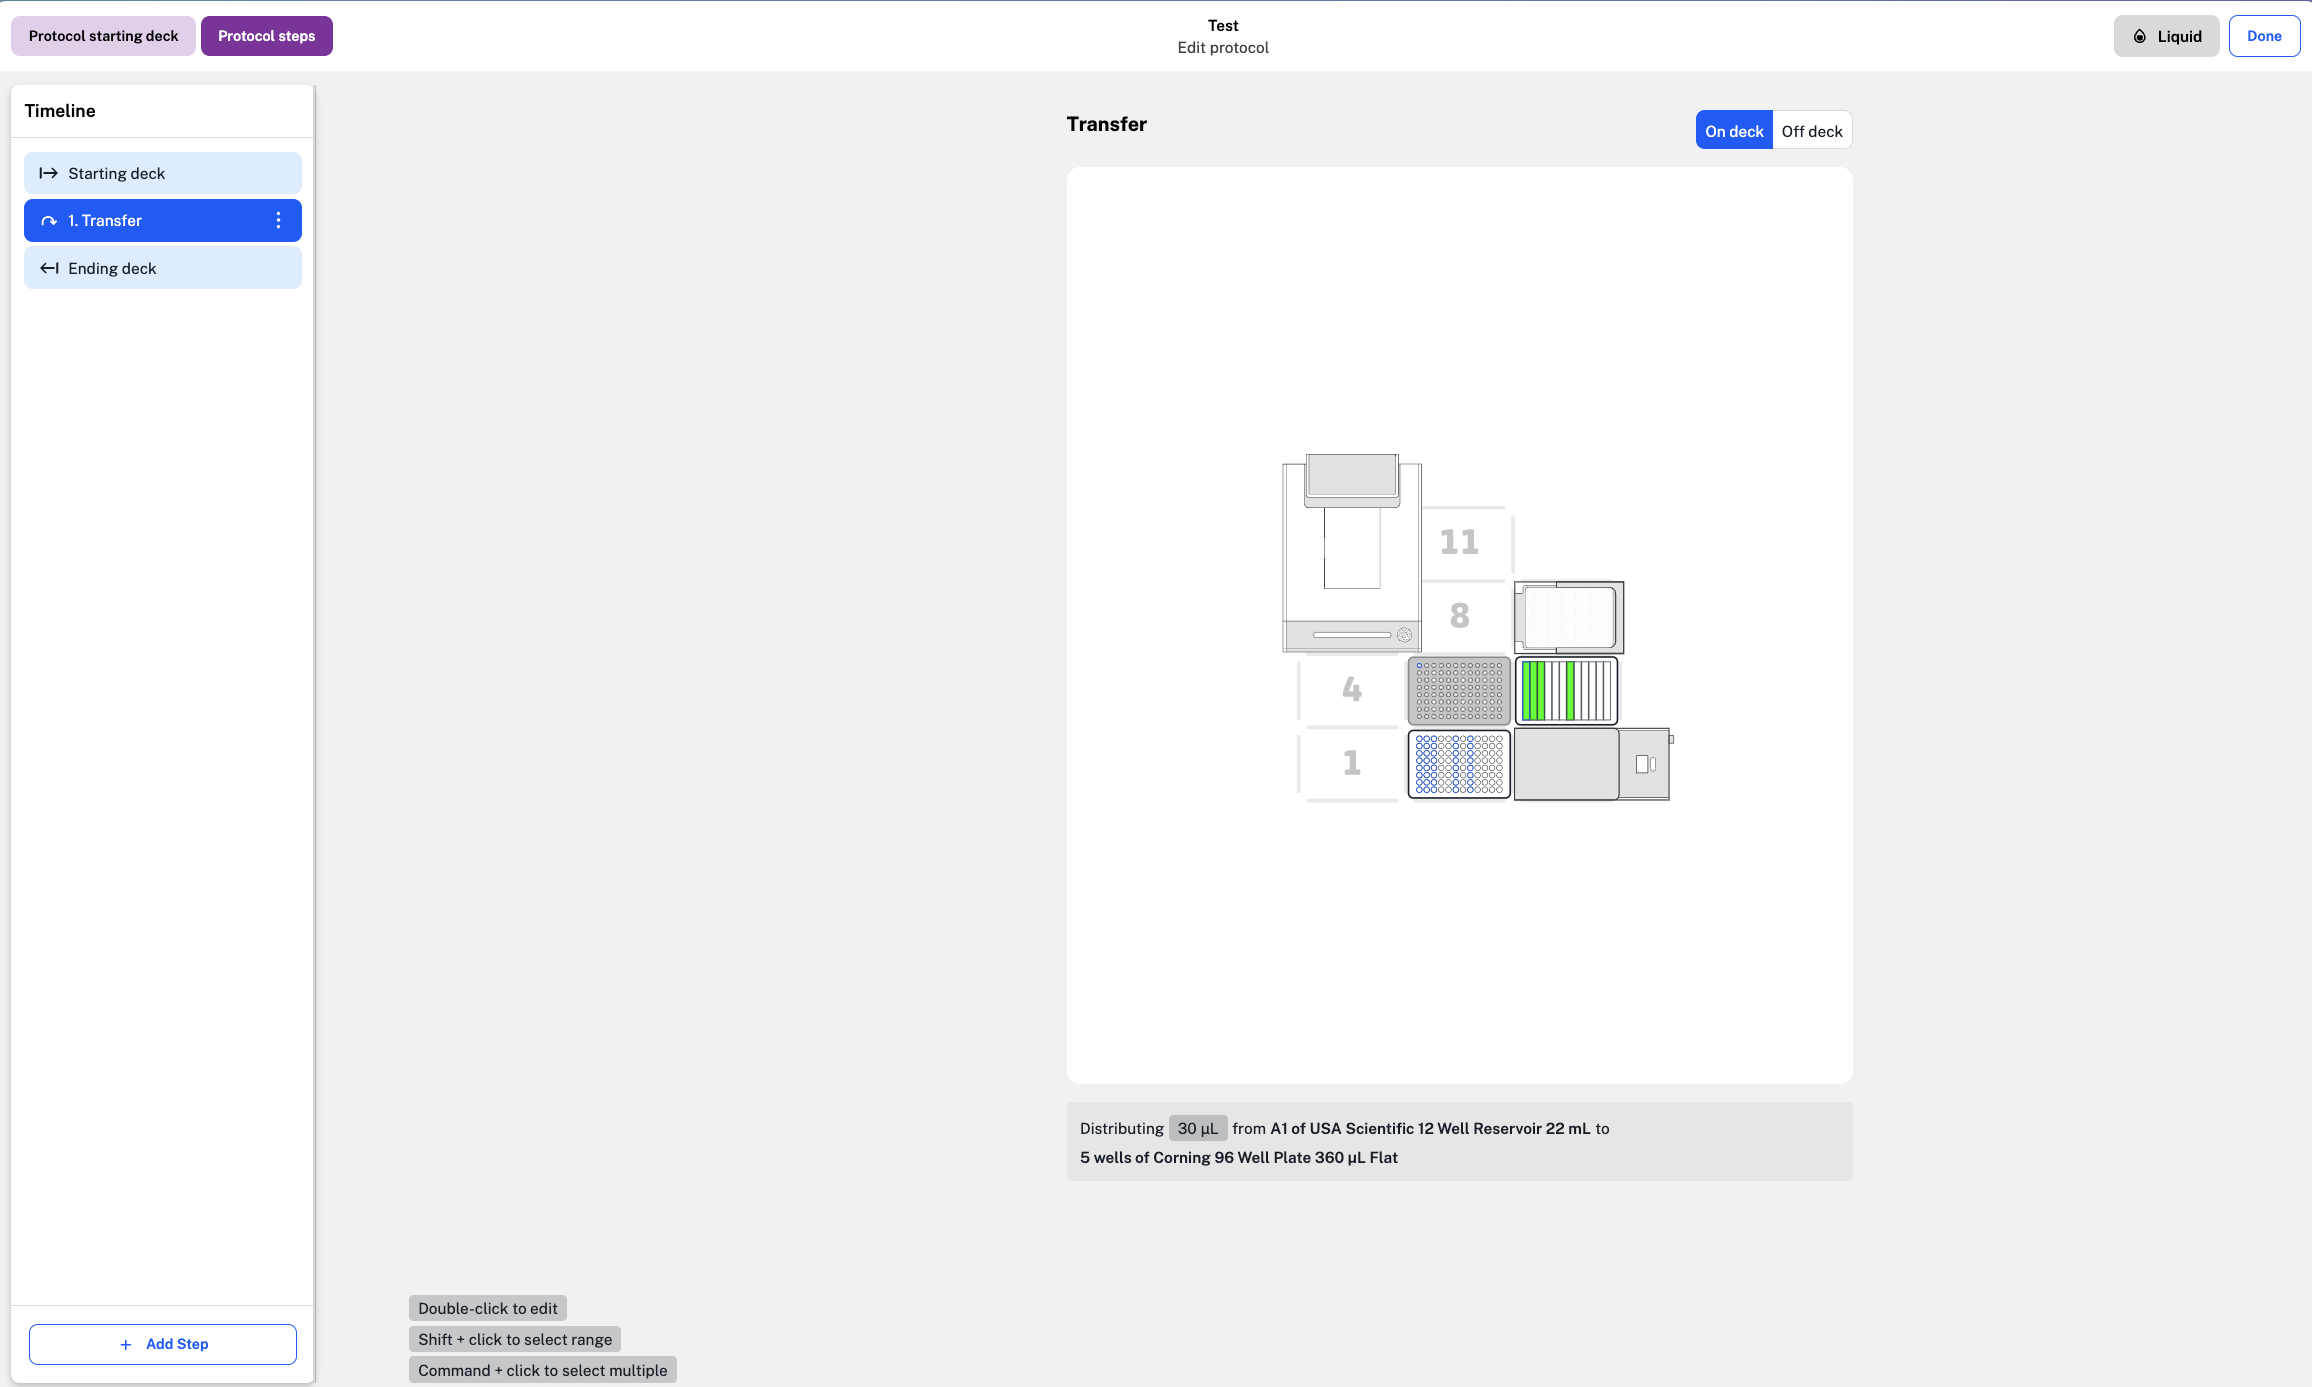 Protocol starting deck
Protocol steps
Test
Edit protocol
Liquid
Done
Timeline
Starting deck
1. Transfer
Ending deck
Add Step
Transfer
On deck
Off deck
11
8
4
1
Distributing 30 μL from A1 of USA Scientific 12 Well Reservoir 22 mL to
5 wells of Corning 96 Well Plate 360 μL Flat
Double-click to edit
Shift + click to select range
Command + click to select multiple